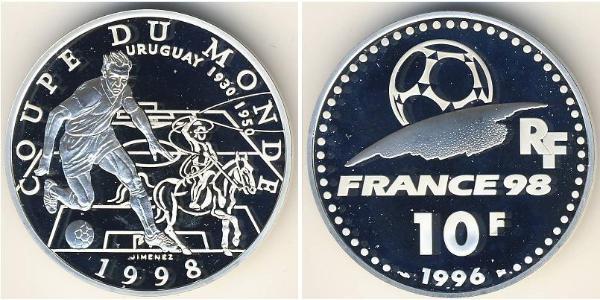 COUPE DU MONDE
URUGUAY 1930 1950
JIMENEZ
1998
RF
FRANCE 98
10F
1996